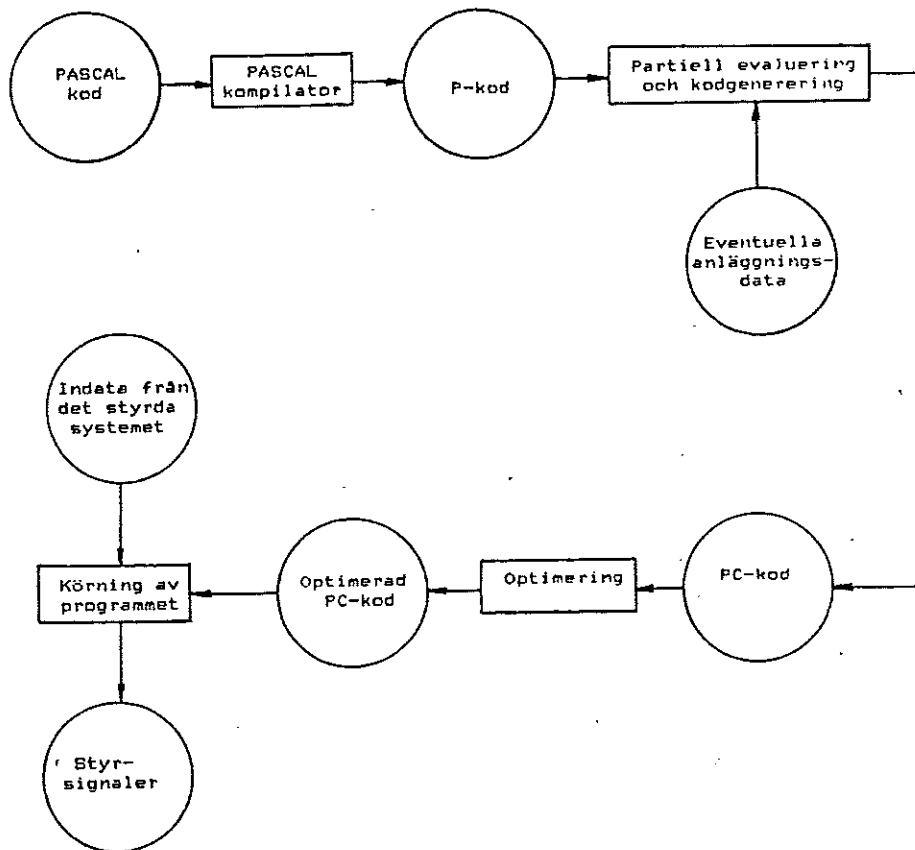 PASCAL
kod
PASCAL
kompilator
P-kod
Partiell evaluering
och kodgenerering
Eventuella
anläggnings-
data
Indata från
det styrda
systemet
Körning av
programmet
Optimerad
PC-kod
Optimering
PC-kod
Styr-
signaler